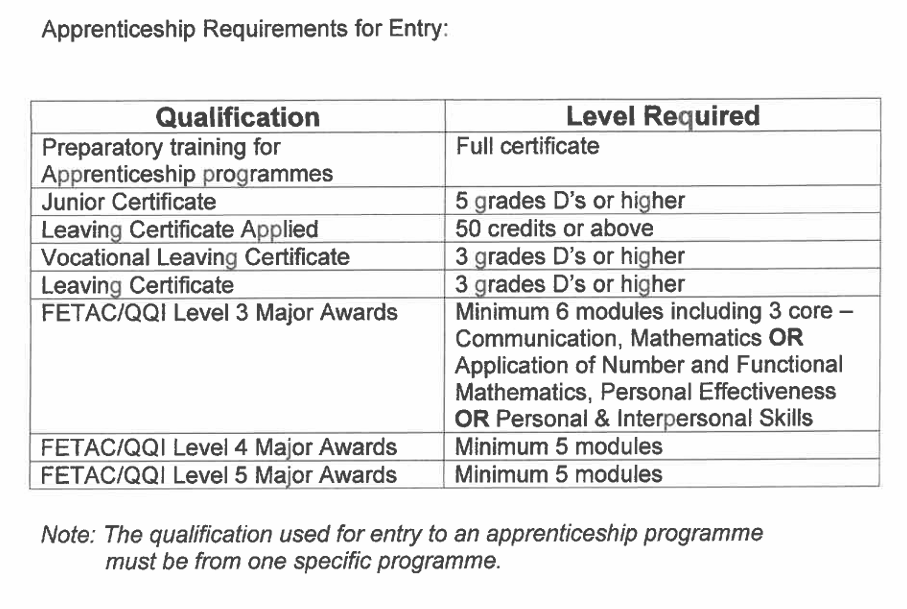 Apprenticeship Requirements for Entry:
Qualification
Level Required
Preparatory training for
Apprenticeship programmes
Full certificate
Junior Certificate
5 grades D's or higher
Leaving Certificate Applied
50 credits or above
Vocational Leaving Certificate
3 grades D's or higher
Leaving Certificate
3 grades D's or higher
FETAC/QQI Level 3 Major Awards
Minimum 6 modules including 3 core –
Communication, Mathematics OR
Application of Number and Functional
Mathematics, Personal Effectiveness
OR Personal & Interpersonal Skills
FETAC/QQI Level 4 Major Awards
Minimum 5 modules
FETAC/QQI Level 5 Major Awards
Minimum 5 modules
Note: The qualification used for entry to an apprenticeship programme
must be from one specific programme.